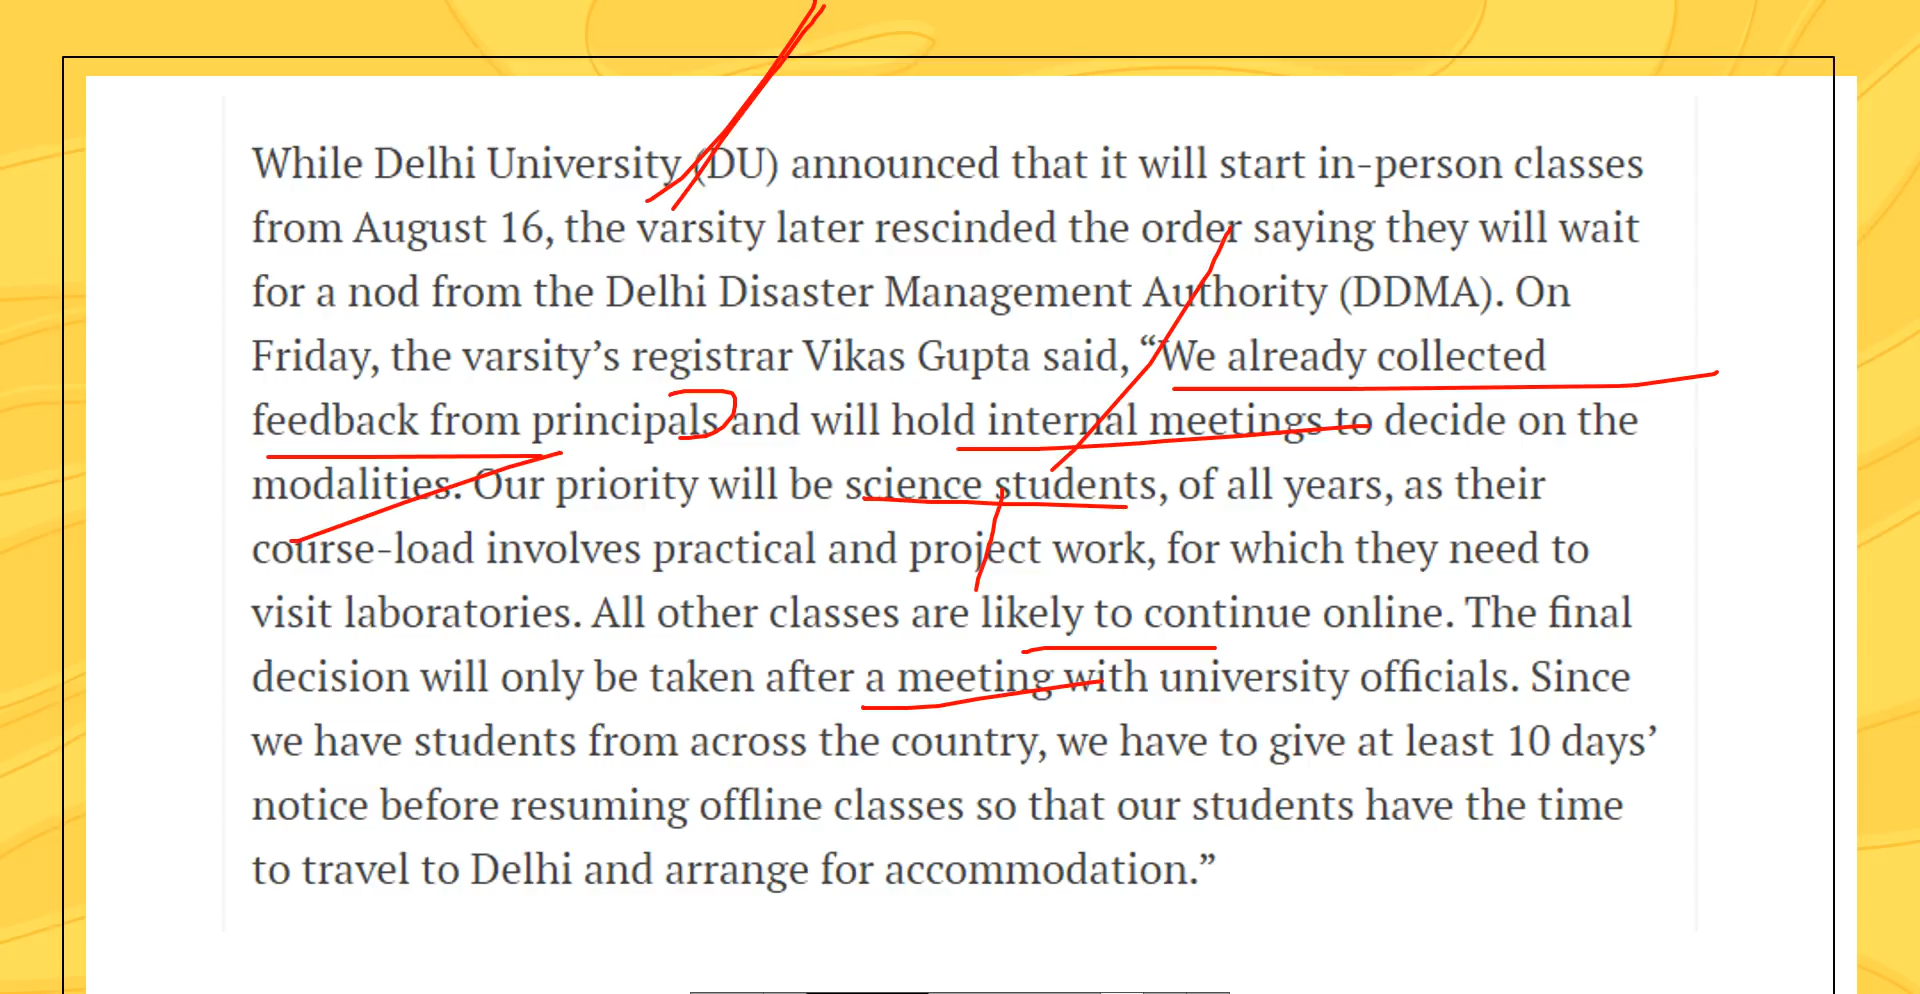 While Delhi University (DU) announced that it will start in-person classes
from August 16, the varsity later rescinded the order saying they will wait
for a nod from the Delhi Disaster Management Authority (DDMA). On
Friday, the varsity’s registrar Vikas Gupta said, “We already collected
feedback from principals and will hold internal meetings to decide on the
modalities. Our priority will be science students, of all years, as their
course-load involves practical and project work, for which they need to
visit laboratories. All other classes are likely to continue online. The final
decision will only be taken after a meeting with university officials. Since
we have students from across the country, we have to give at least 10 days’
notice before resuming offline classes so that our students have the time
to travel to Delhi and arrange for accommodation.”